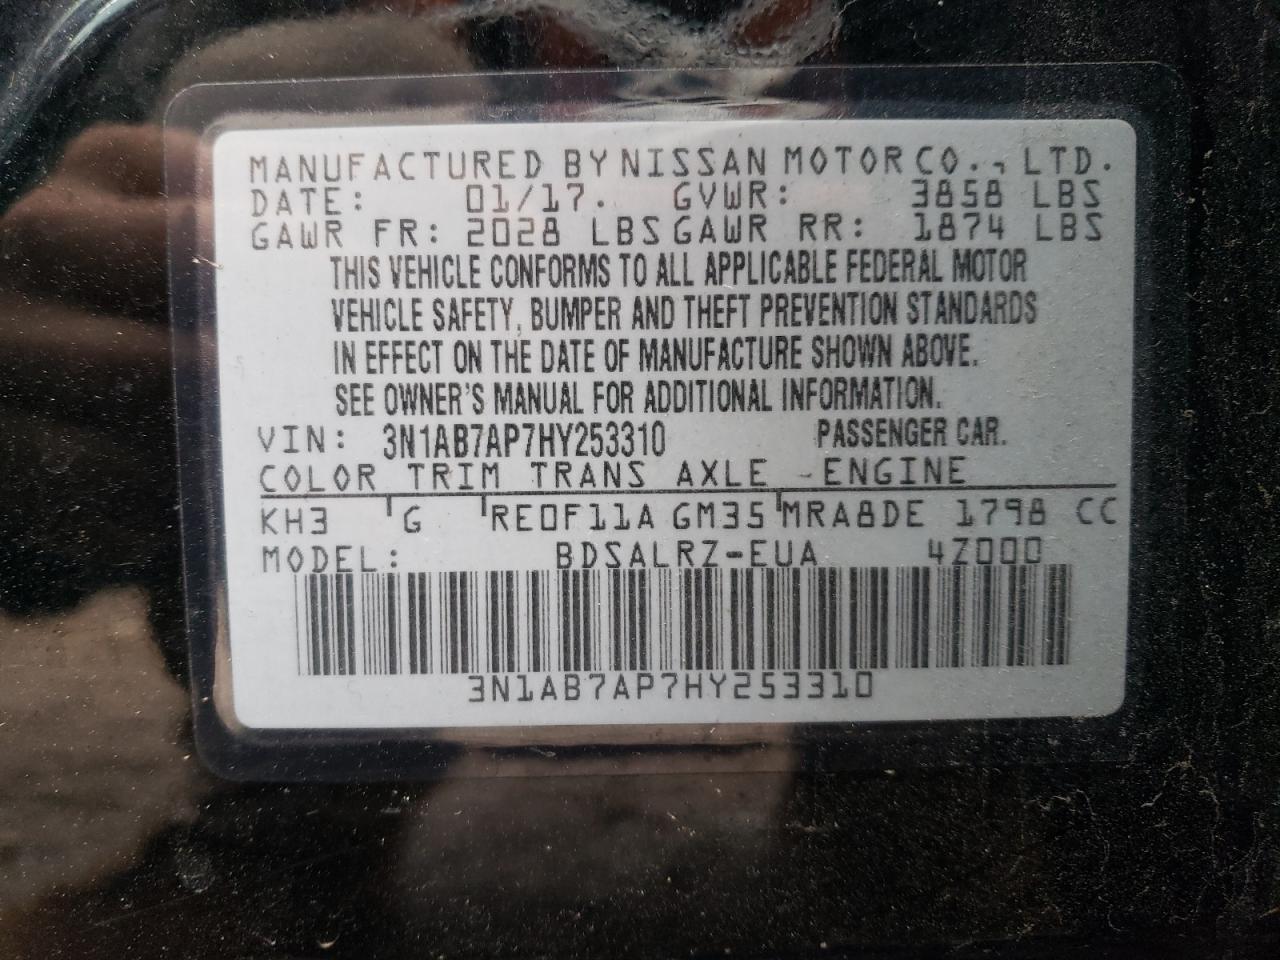 MANUFACTURED BY NISSAN MOTOR CO., LTD.
DATE: 01/17. GVWR: 3858 LBS
GAWR FR: 2028 LBS GAWR RR: 1874 LBS
THIS VEHICLE CONFORMS TO ALL APPLICABLE FEDERAL MOTOR
VEHICLE SAFETY, BUMPER AND THEFT PREVENTION STANDARDS
IN EFFECT ON THE DATE OF MANUFACTURE SHOWN ABOVE.
SEE OWNER'S MANUAL FOR ADDITIONAL INFORMATION.
VIN: 3N1AB7AP7HY253310 PASSENGER CAR.
COLOR TRIM TRANS AXLE ENGINE
KH3 G RE0F11A GM35 MRA8DE 1798 CC
MODEL: BDSALRZ-EUA 4Z000
3N1AB7AP7HY253310